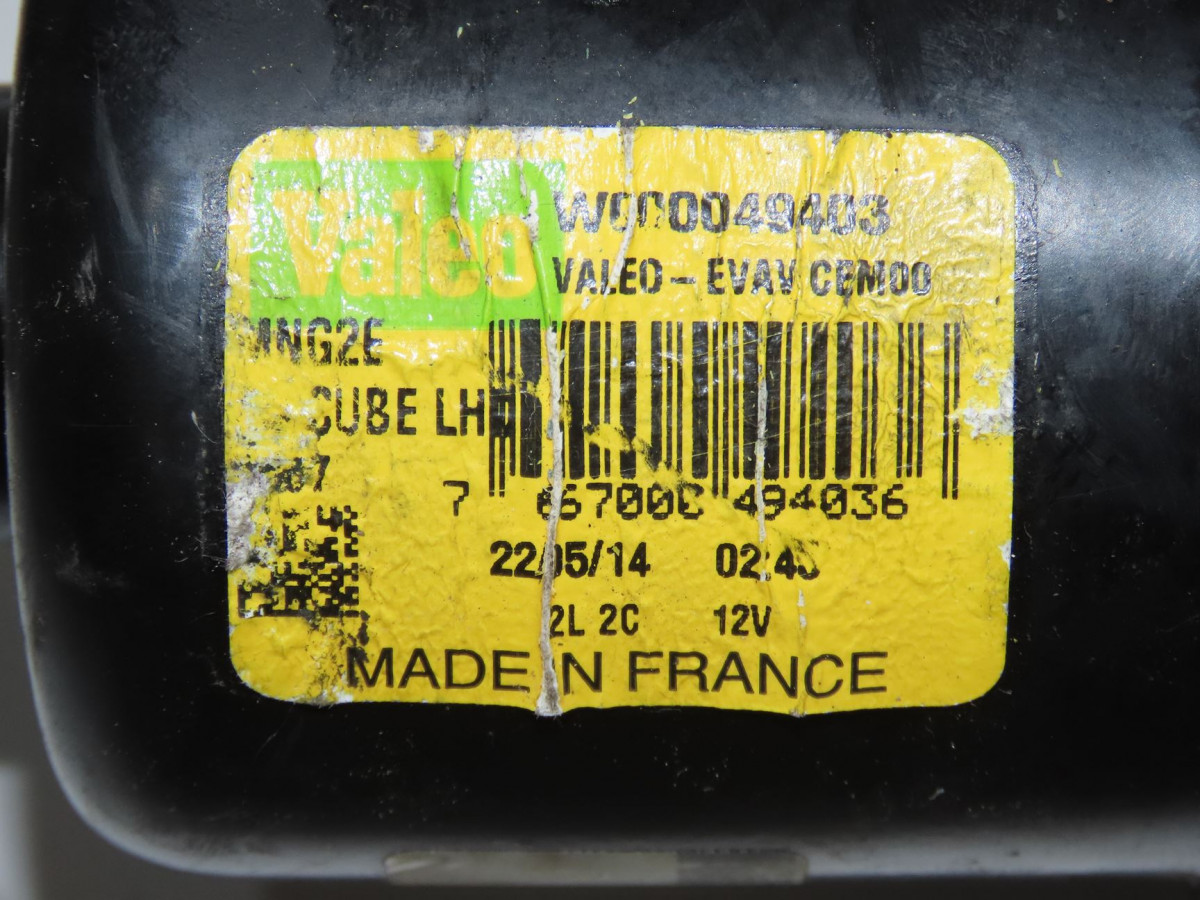 Valeo
W000049403
VALEO - EVAV CEM00
MNG2E
CU8E LH
7 667000 494036
22/05/14 02:45
2L 2C 12V
MADE IN FRANCE